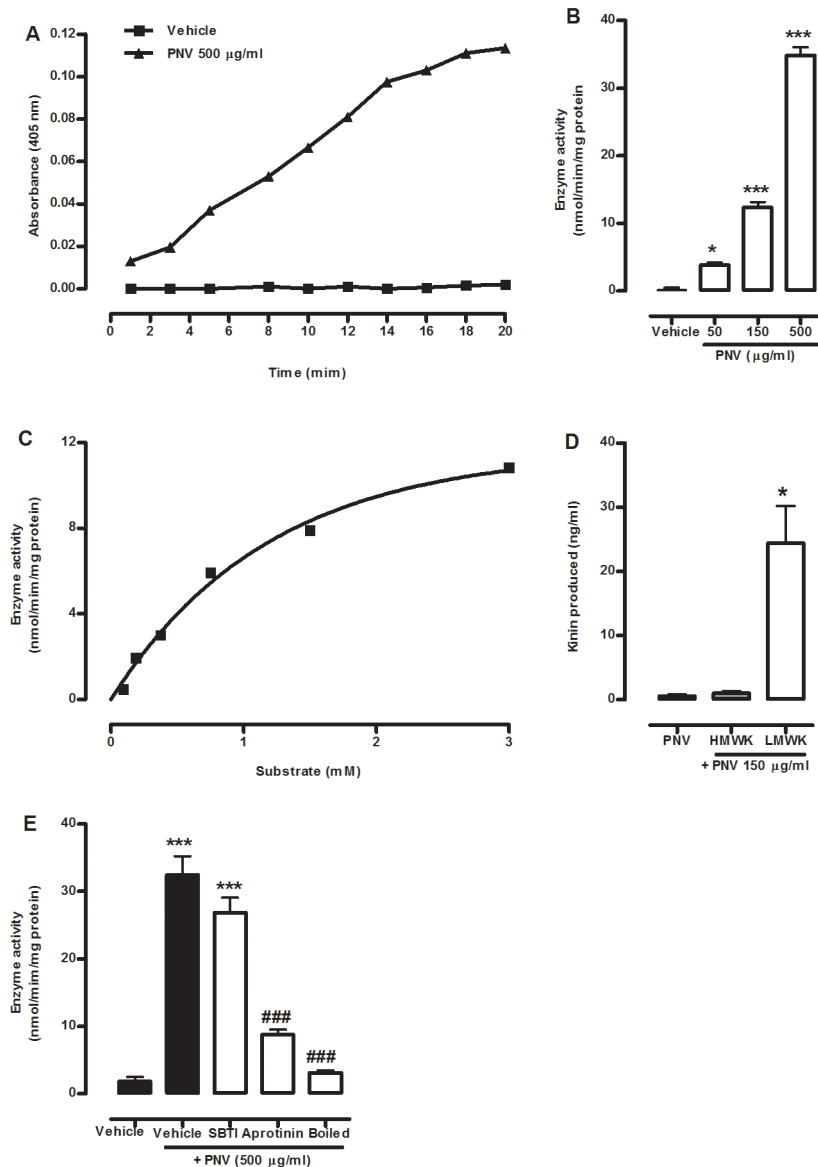 A
Vehicle
PNV 500 µg/ml
0.12
0.10
0.08
0.06
0.04
0.02
0.00
Absorbance (405 nm)
0 2 4 6 8 10 12 14 16 18 20
Time (mim)
B
40
30
20
10
0
Enzyme activity
(nmol/mim/mg protein)
*
***
***
Vehicle 50 150 500
PNV (µg/ml)
C
12
8
4
0
Enzyme activity
(nmol/mim/mg protein)
0 1 2 3
Substrate (mM)
D
40
30
20
10
0
Kinin produced (ng/ml)
*
PNV HMWK LMWK
+ PNV 150 µg/ml
E
40
30
20
10
0
Enzyme activity
(nmol/mim/mg protein)
***
***
###
###
Vehicle Vehicle SBTI Aprotinin Boiled
+ PNV (500 µg/ml)